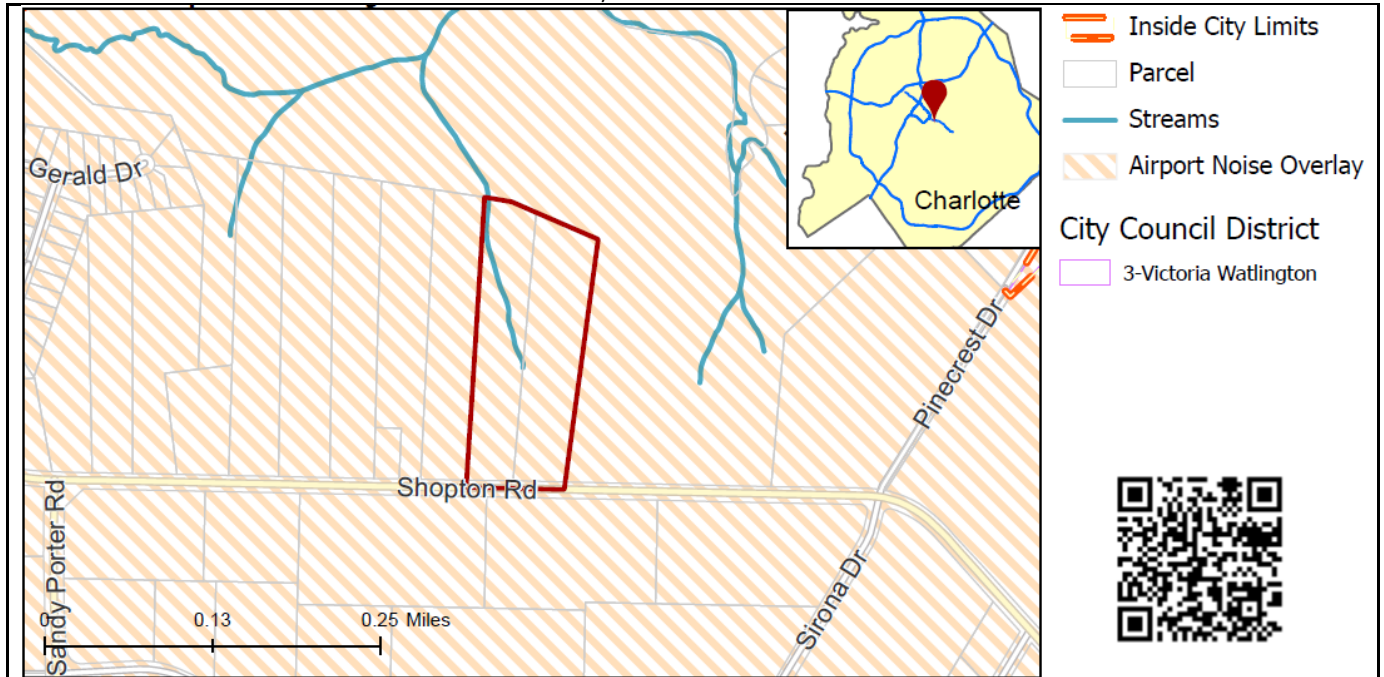 Gerald Dr
Shopton Rd
Sandy Porter Rd
Pinecrest Dr
Sirona Dr
0
0.13
0.25 Miles
Charlotte
Inside City Limits
Parcel
Streams
Airport Noise Overlay
City Council District
3-Victoria Watlington